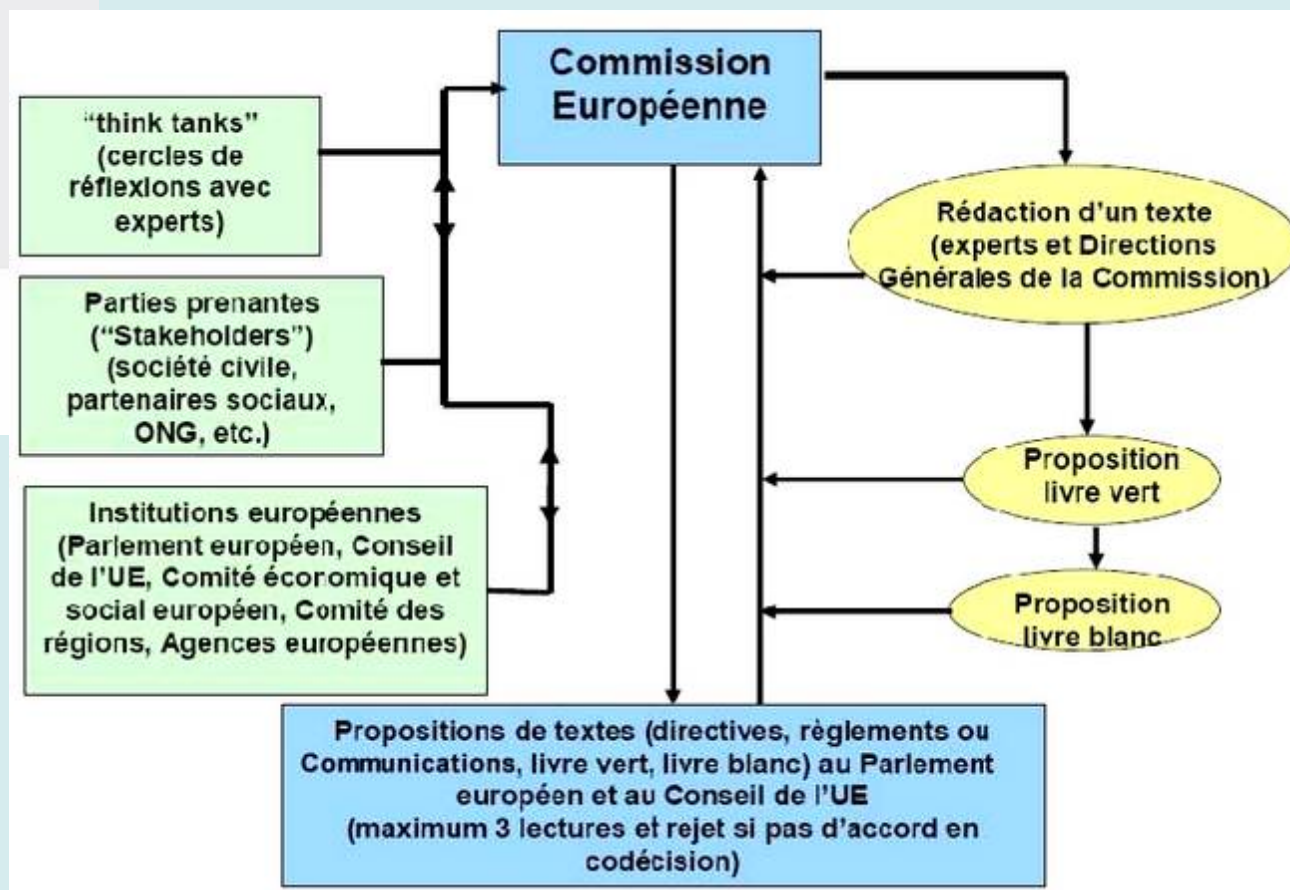 Commission
Européenne
“think tanks”
(cercles de
réflexions avec
experts)
Parties prenantes
(“Stakeholders”)
(société civile,
partenaires sociaux,
ONG, etc.)
Institutions européennes
(Parlement européen, Conseil
de l’UE, Comité économique et
social européen, Comité des
régions, Agences européennes)
Rédaction d’un texte
(experts et Directions
Générales de la Commission)
Proposition
livre vert
Proposition
livre blanc
Propositions de textes (directives, règlements ou
Communications, livre vert, livre blanc) au Parlement
européen et au Conseil de l’UE
(maximum 3 lectures et rejet si pas d’accord en
codécision)